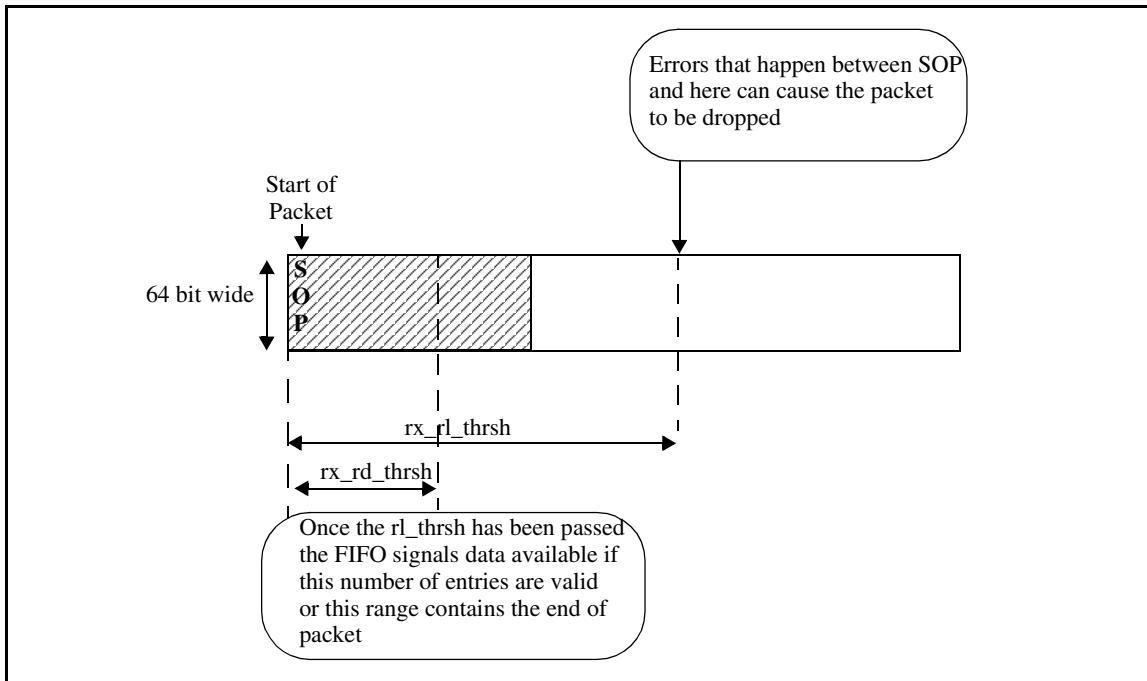 Errors that happen between SOP
and here can cause the packet
to be dropped
Start of
Packet
64 bit wide
S
O
P
rx_rl_thrsh
rx_rd_thrsh
Once the rl_thrsh has been passed
the FIFO signals data available if
this number of entries are valid
or this range contains the end of
packet